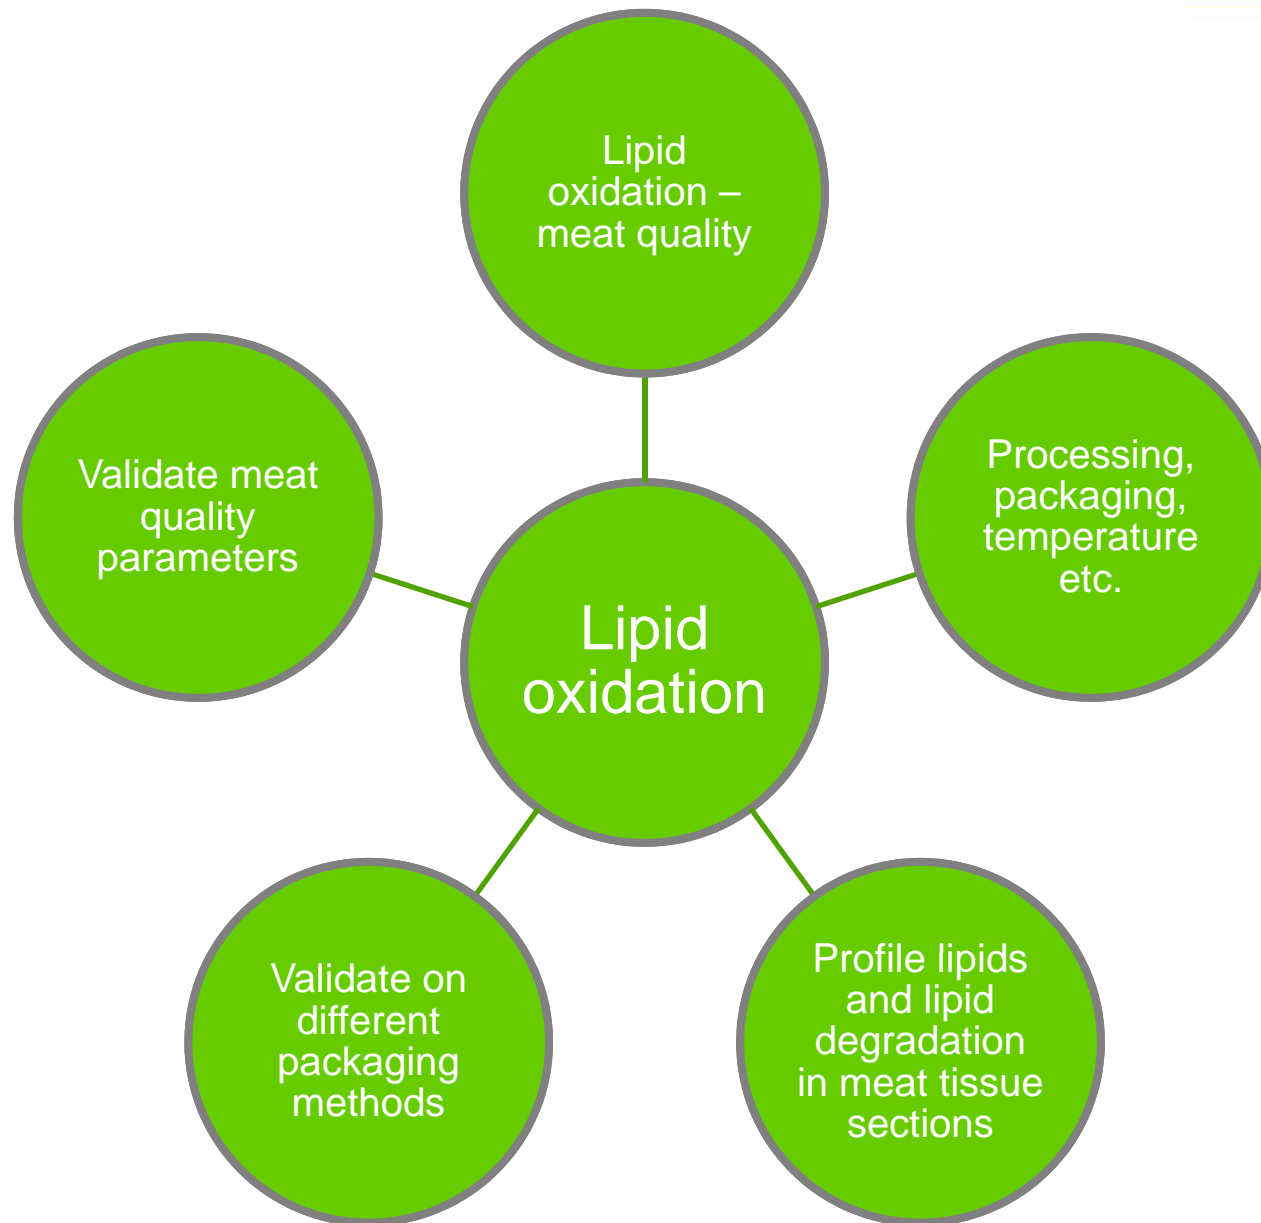 Lipid
oxidation –
meat quality
Processing,
packaging,
temperature
etc.
Profile lipids
and lipid
degradation
in meat tissue
sections
Validate on
different
packaging
methods
Validate meat
quality
parameters
Lipid
oxidation